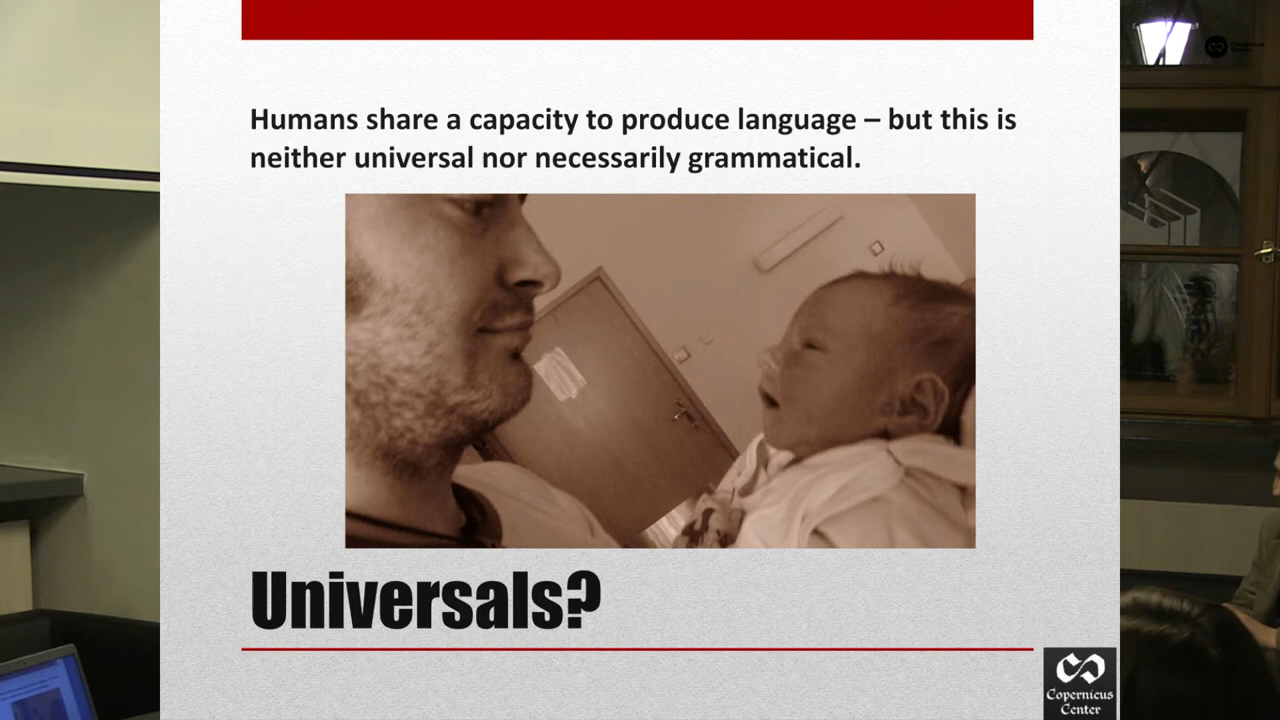 Humans share a capacity to produce language – but this is
neither universal nor necessarily grammatical.
Universals?
Copernicus
Center